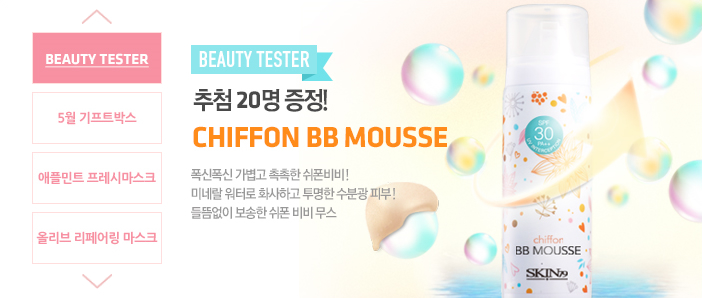 BEAUTY TESTER
5월 기프트박스
애플민트 프레시마스크
올리브 리페어링 마스크
BEAUTY TESTER
추첨 20명 증정!
CHIFFON BB MOUSSE
폭신폭신 가볍고 촉촉한 쉬폰비비!
미네랄 워터로 화사하고 투명한 수분광 피부!
들뜸없이 보송한 쉬폰 비비 무스
SPF
30
PA++
chiffon
BB MOUSSE
SKIN79